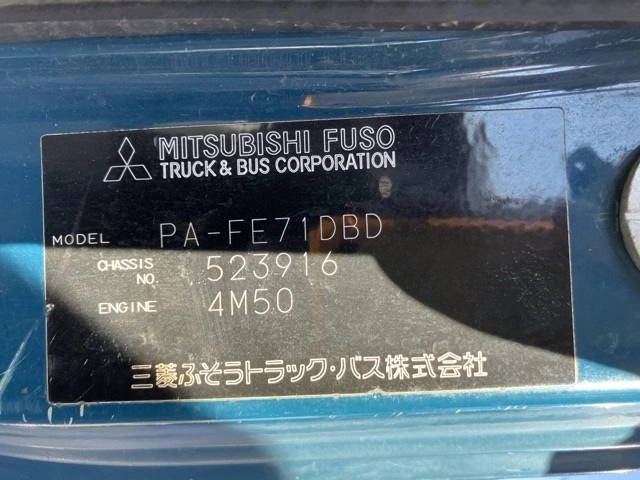 MITSUBISHI FUSO
TRUCK & BUS CORPORATION
MODEL PA-FE71DBD
CHASSIS NO. 523916
ENGINE 4M50
三菱ふそうトラック・バス株式会社